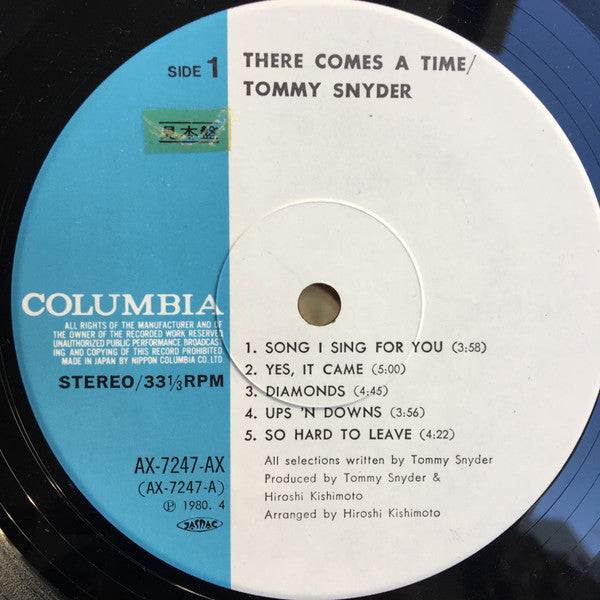 SIDE 1
THERE COMES A TIME/
TOMMY SNYDER
見本盤
COLUMBIA
ALL RIGHTS OF THE MANUFACTURER AND OF
THE OWNER OF THE RECORDED WORK RESERVED
UNAUTHORIZED PUBLIC PERFORMANCE BROADCAST
ING AND COPYING OF THIS RECORD PROHIBITED
MADE IN JAPAN BY NIPPON COLUMBIA CO.LTD
STEREO/33⅓RPM
1. SONG I SING FOR YOU (3:58)
2. YES, IT CAME (5:00)
3. DIAMONDS (4:45)
4. UPS 'N DOWNS (3:56)
5. SO HARD TO LEAVE (4:22)
AX-7247-AX
(AX-7247-A)
Ⓟ 1980. 4
JASRAC
All selections written by Tommy Snyder
Produced by Tommy Snyder &
Hiroshi Kishimoto
Arranged by Hiroshi Kishimoto